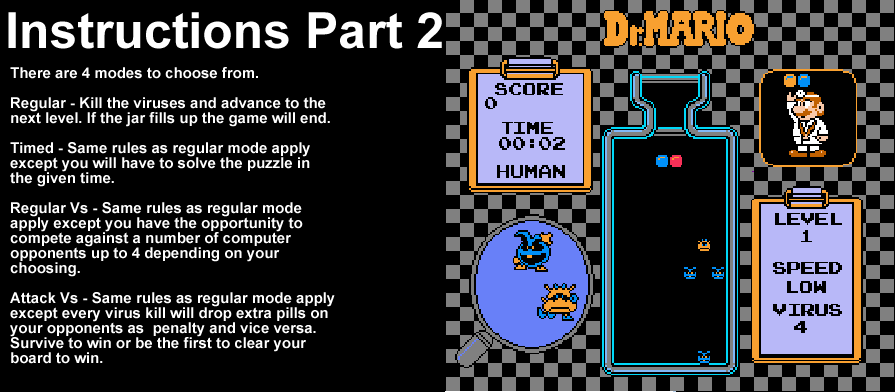 Instructions Part 2
There are 4 modes to choose from.
Regular - Kill the viruses and advance to the
next level. If the jar fills up the game will end.
Timed - Same rules as regular mode apply
except you will have to solve the puzzle in
the given time.
Regular Vs - Same rules as regular mode
apply except you have the opportunity to
compete against a number of computer
opponents up to 4 depending on your
choosing.
Attack Vs - Same rules as regular mode apply
except every virus kill will drop extra pills on
your opponents as penalty and vice versa.
Survive to win or be the first to clear your
board to win.
DR.MARIO
SCORE
0
TIME
00:02
HUMAN
LEVEL
1
SPEED
LOW
VIRUS
4